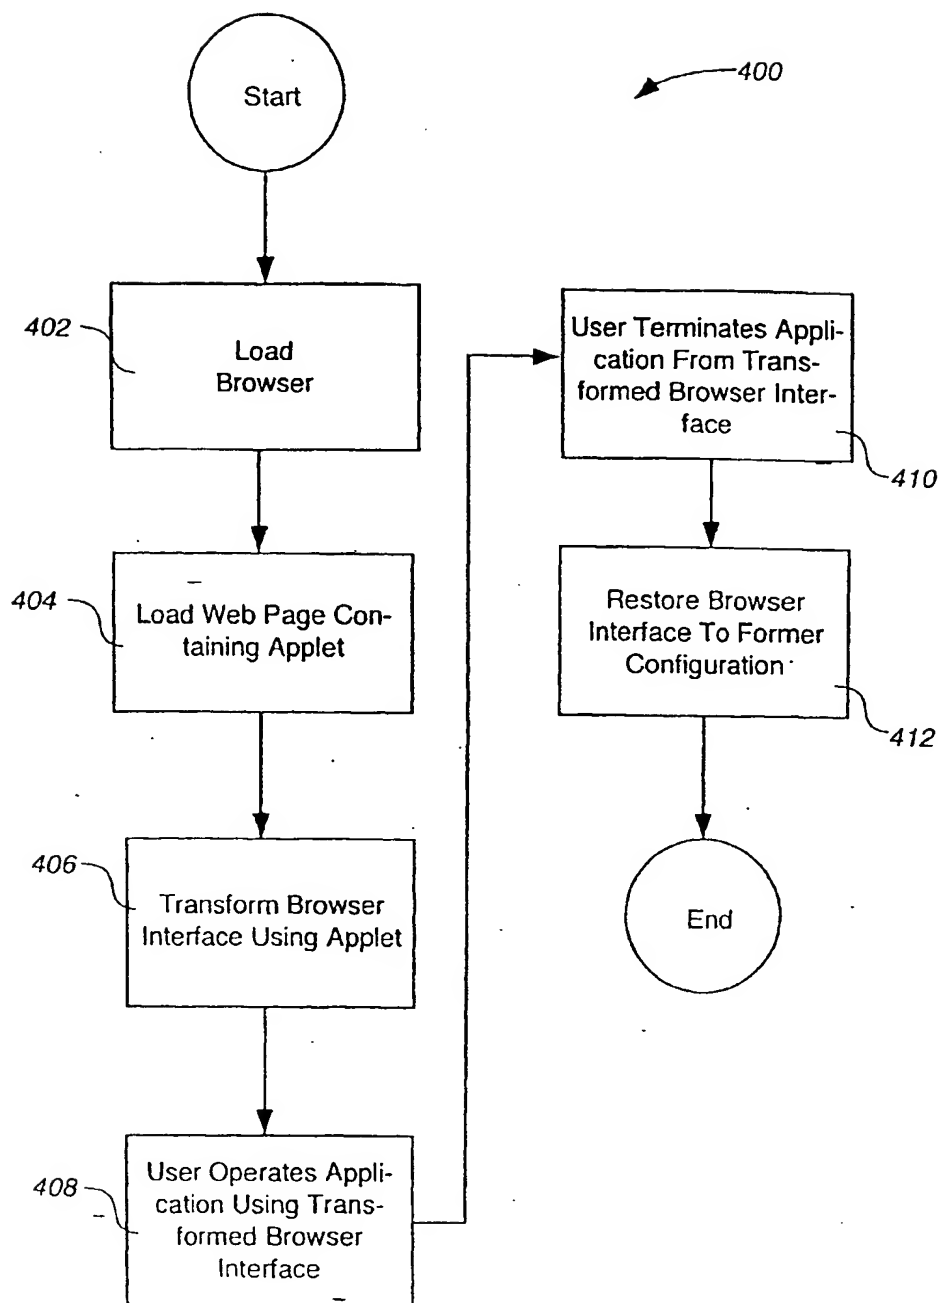 Start
400
402
Load
Browser
404
Load Web Page Con-
taining Applet
406
Transform Browser
Interface Using Applet
408
User Operates Appli-
cation Using Trans-
formed Browser
Interface
User Terminates Appli-
cation From Trans-
formed Browser Inter-
face
410
Restore Browser
Interface To Former
Configuration
412
End